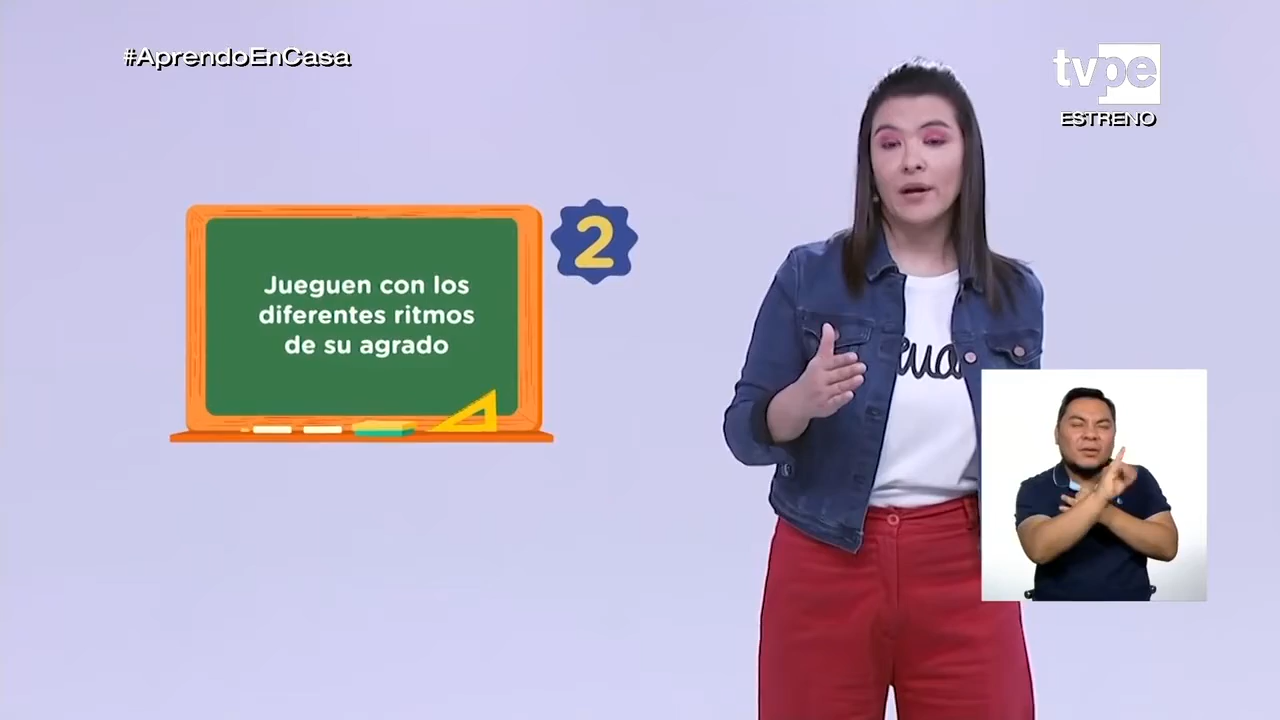 #AprendoEnCasa
tvpe
ESTRENO
2
Jueguen con los
diferentes ritmos
de su agrado